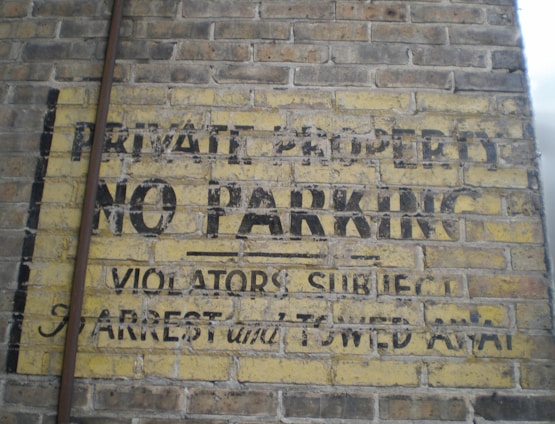 PRIVATE PROPERTY
NO PARKING
VIOLATORS SUBJECT
To ARREST and TOWED AWAY